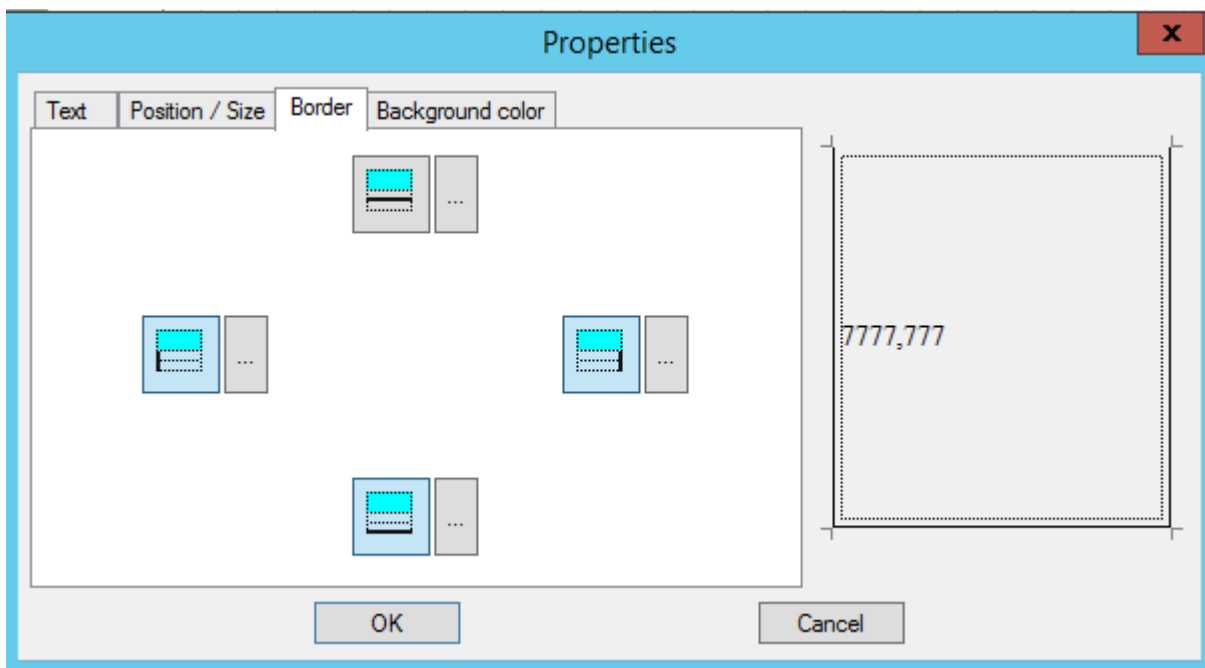 Properties
x
Text
Position / Size
Border
Background color
...
...
...
7777,777
...
OK
Cancel